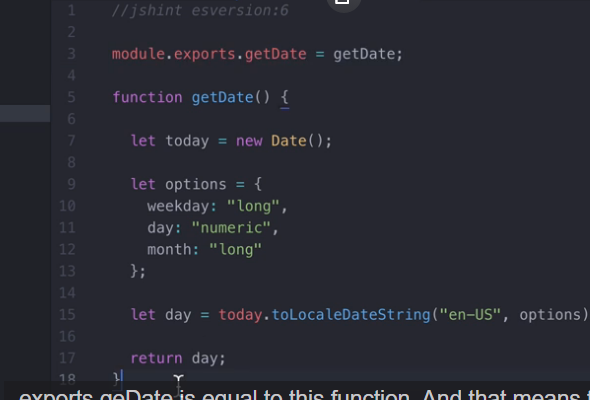 1 //jshint esversion:6
2
3 module.exports.getDate = getDate;
4
5 function getDate() {
6
7 let today = new Date();
8
9 let options = {
10 weekday: "long",
11 day: "numeric",
12 month: "long"
13 };
14
15 let day = today.toLocaleDateString("en-US", options)
16
17 return day;
18 }
exports.geDate is equal to this function. And that means